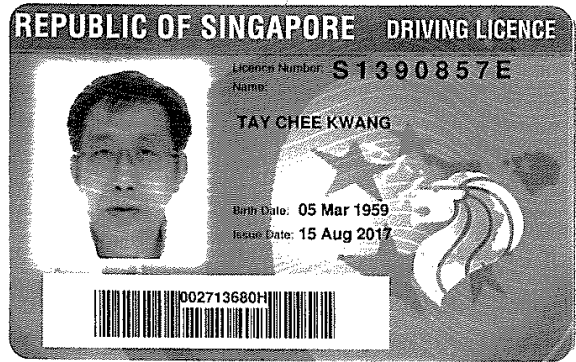 REPUBLIC OF SINGAPORE DRIVING LICENCE
Licence Number: S1390857E
Name:
TAY CHEE KWANG
Birth Date: 05 Mar 1959
Issue Date: 15 Aug 2017
002713680H